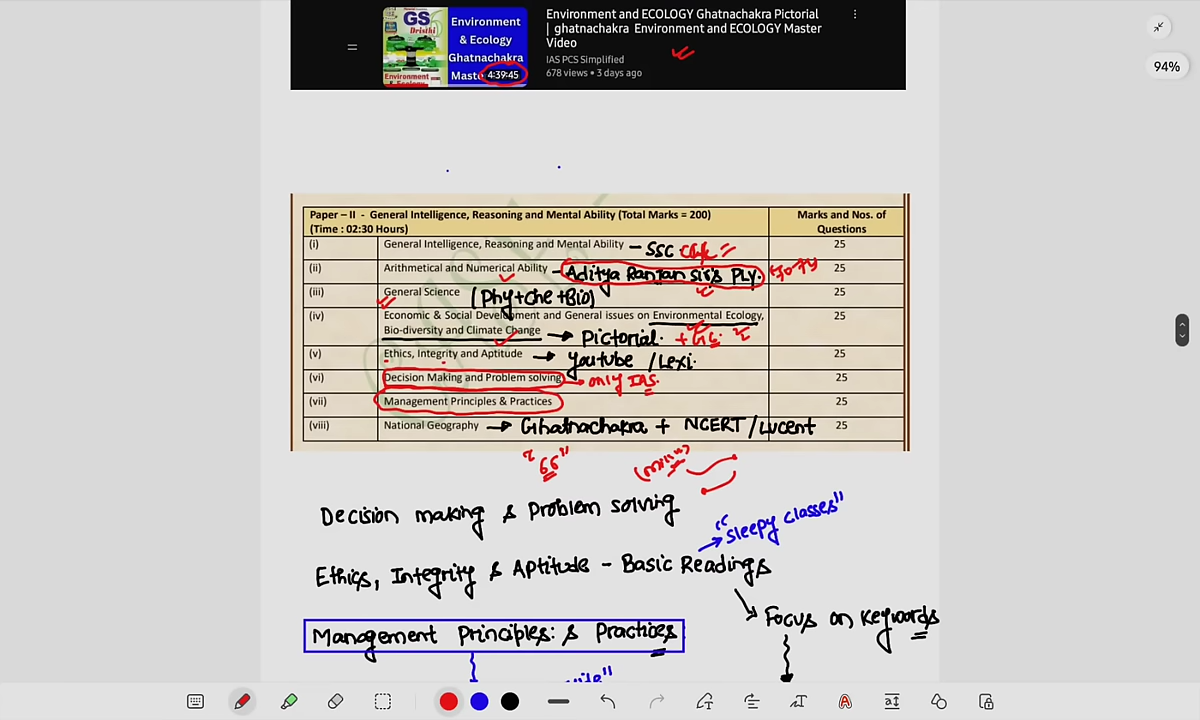 GS
Drishti
Environment
& Ecology
Ghatnachakra
Maste
4:39:45
Environment
Environment and ECOLOGY Ghatnachakra Pictorial
| ghatnachakra Environment and ECOLOGY Master
Video
IAS PCS Simplified
678 views • 3 days ago
94%
Paper – II - General Intelligence, Reasoning and Mental Ability (Total Marks = 200)
(Time : 02:30 Hours)
Marks and Nos. of
Questions
(i) General Intelligence, Reasoning and Mental Ability – SSC 25
(ii) Arithmetical and Numerical Ability – Aditya Ranjan sir's PLY. 25
(iii) General Science (Phy+che+Bio) 25
(iv) Economic & Social Development and General issues on Environmental Ecology, 25
Bio-diversity and Climate Change → Pictorial. + GC.
(v) Ethics, Integrity and Aptitude → Youtube / Lexi. 25
(vi) Decision Making and Problem solving → only IAS. 25
(vii) Management Principles & Practices 25
(viii) National Geography → Ghatnachakra + NCERT / Lucent 25
"66"
Decision making & Problem solving
"Sleepy classes"
Ethics, Integrity & Aptitude - Basic Readings
Focus on keywords
Management Principles: & Practices